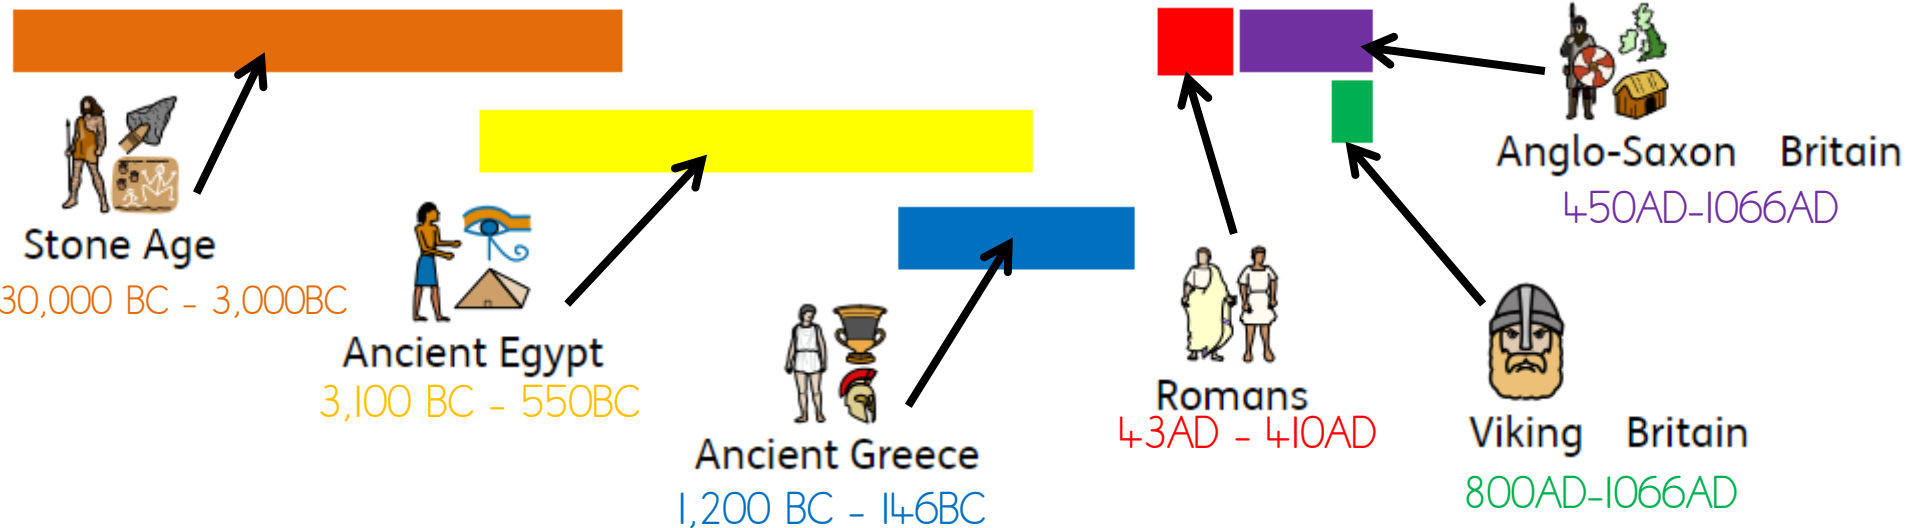 Stone Age
30,000 BC - 3,000BC
Ancient Egypt
3,100 BC - 550BC
Ancient Greece
1,200 BC - 146BC
Romans
43AD - 410AD
Anglo-Saxon Britain
450AD-1066AD
Viking Britain
800AD-1066AD